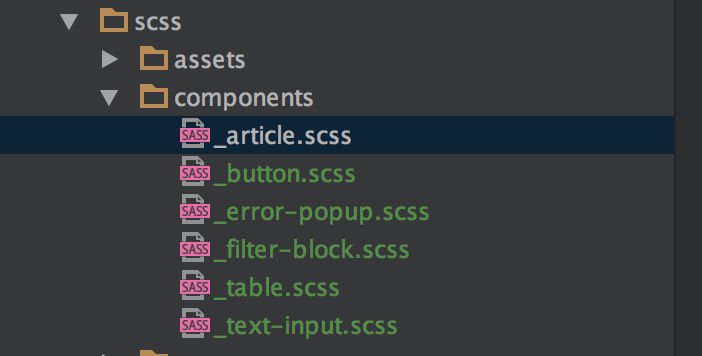 scss
assets
components
SASS _article.scss
SASS _button.scss
SASS _error-popup.scss
SASS _filter-block.scss
SASS _table.scss
SASS _text-input.scss